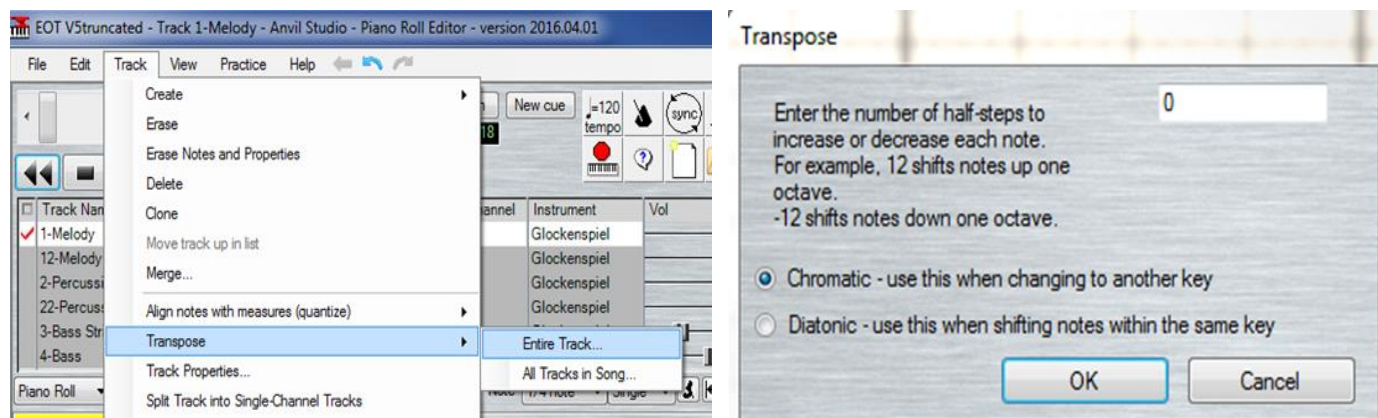 EOT V5truncated - Track 1-Melody - Anvil Studio - Piano Roll Editor - version 2016.04.01
File Edit Track View Practice Help
Create
Erase
Erase Notes and Properties
Delete
Clone
Move track up in list
Merge...
Align notes with measures (quantize)
Transpose
Track Properties...
Split Track into Single-Channel Tracks
Entire Track...
All Tracks in Song...
New cue
=120
tempo
sync
18
Track Nan
Instrument Vol
1-Melody Glockenspiel
12-Melody Glockenspiel
2-Percussi Glockenspiel
22-Percuss Glockenspiel
3-Bass Str
4-Bass
Piano Roll
Transpose
Enter the number of half-steps to
increase or decrease each note.
For example, 12 shifts notes up one
octave.
-12 shifts notes down one octave.
0
Chromatic - use this when changing to another key
Diatonic - use this when shifting notes within the same key
OK Cancel